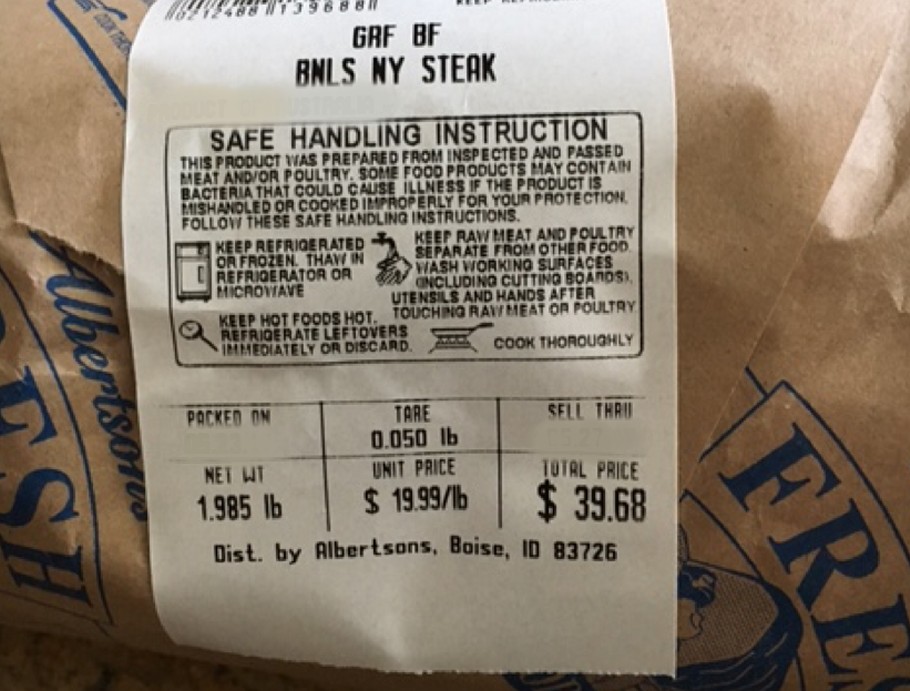 0212488 139688
GRF BF
BNLS NY STEAK
SAFE HANDLING INSTRUCTION
THIS PRODUCT WAS PREPARED FROM INSPECTED AND PASSED
MEAT AND/OR POULTRY. SOME FOOD PRODUCTS MAY CONTAIN
BACTERIA THAT COULD CAUSE ILLNESS IF THE PRODUCT IS
MISHANDLED OR COOKED IMPROPERLY FOR YOUR PROTECTION,
FOLLOW THESE SAFE HANDLING INSTRUCTIONS.
KEEP REFRIGERATED
OR FROZEN. THAW IN
REFRIGERATOR OR
MICROWAVE
KEEP RAW MEAT AND POULTRY
SEPARATE FROM OTHER FOOD.
WASH WORKING SURFACES
(INCLUDING CUTTING BOARDS),
UTENSILS AND HANDS AFTER
TOUCHING RAW MEAT OR POULTRY
KEEP HOT FOODS HOT.
REFRIGERATE LEFTOVERS
IMMEDIATELY OR DISCARD.
COOK THOROUGHLY
PACKED ON
TARE
0.050 lb
SELL THRU
NET WT
1.985 lb
UNIT PRICE
$ 19.99/lb
TOTAL PRICE
$ 39.68
Dist. by Albertsons, Boise, ID 83726
Albertsons
ESH
FRE